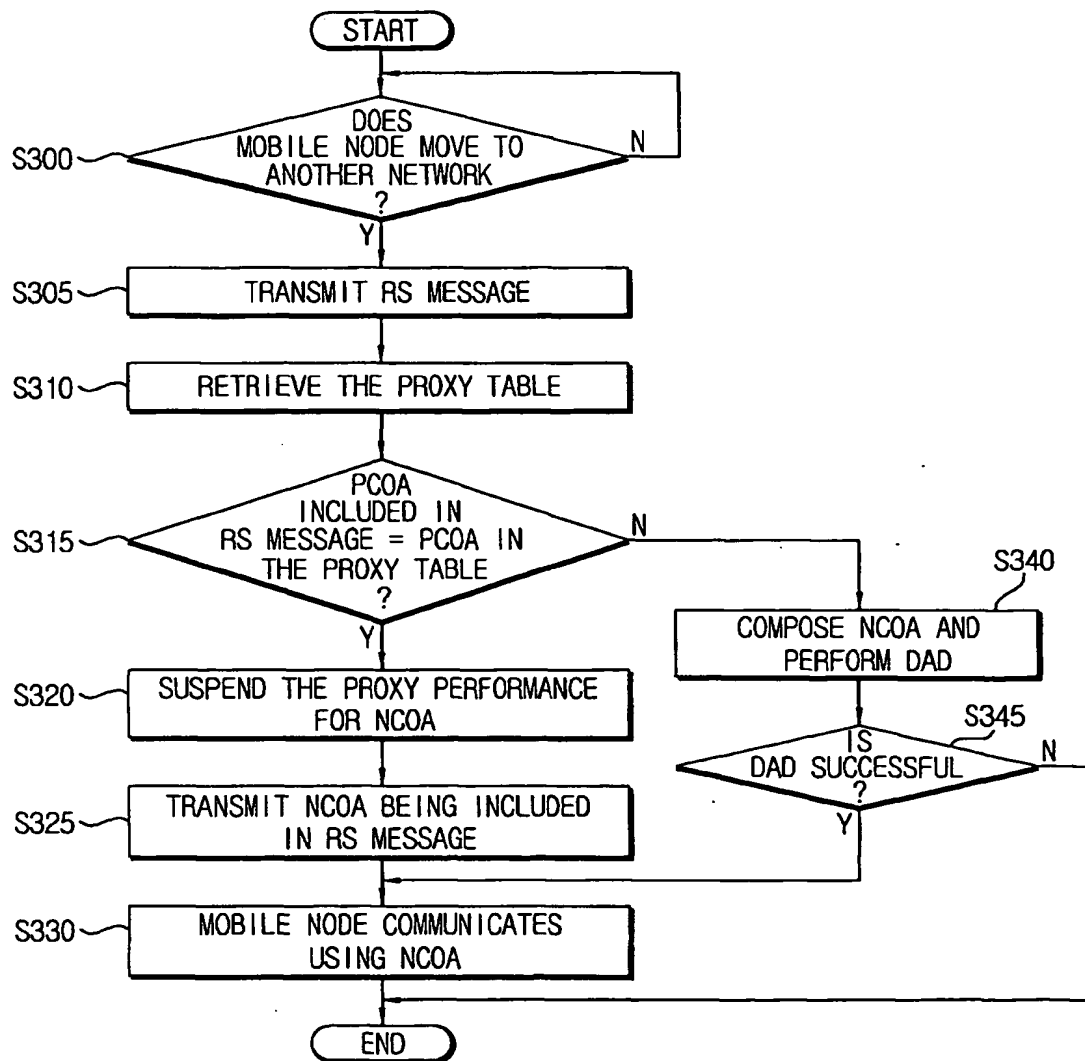 START
S300
DOES
MOBILE NODE MOVE TO
ANOTHER NETWORK
?
N
Y
S305
TRANSMIT RS MESSAGE
S310
RETRIEVE THE PROXY TABLE
S315
PCOA
INCLUDED IN
RS MESSAGE = PCOA IN
THE PROXY TABLE
?
N
Y
S340
COMPOSE NCOA AND
PERFORM DAD
S320
SUSPEND THE PROXY PERFORMANCE
FOR NCOA
S345
IS
DAD SUCCESSFUL
?
N
Y
S325
TRANSMIT NCOA BEING INCLUDED
IN RS MESSAGE
S330
MOBILE NODE COMMUNICATES
USING NCOA
END